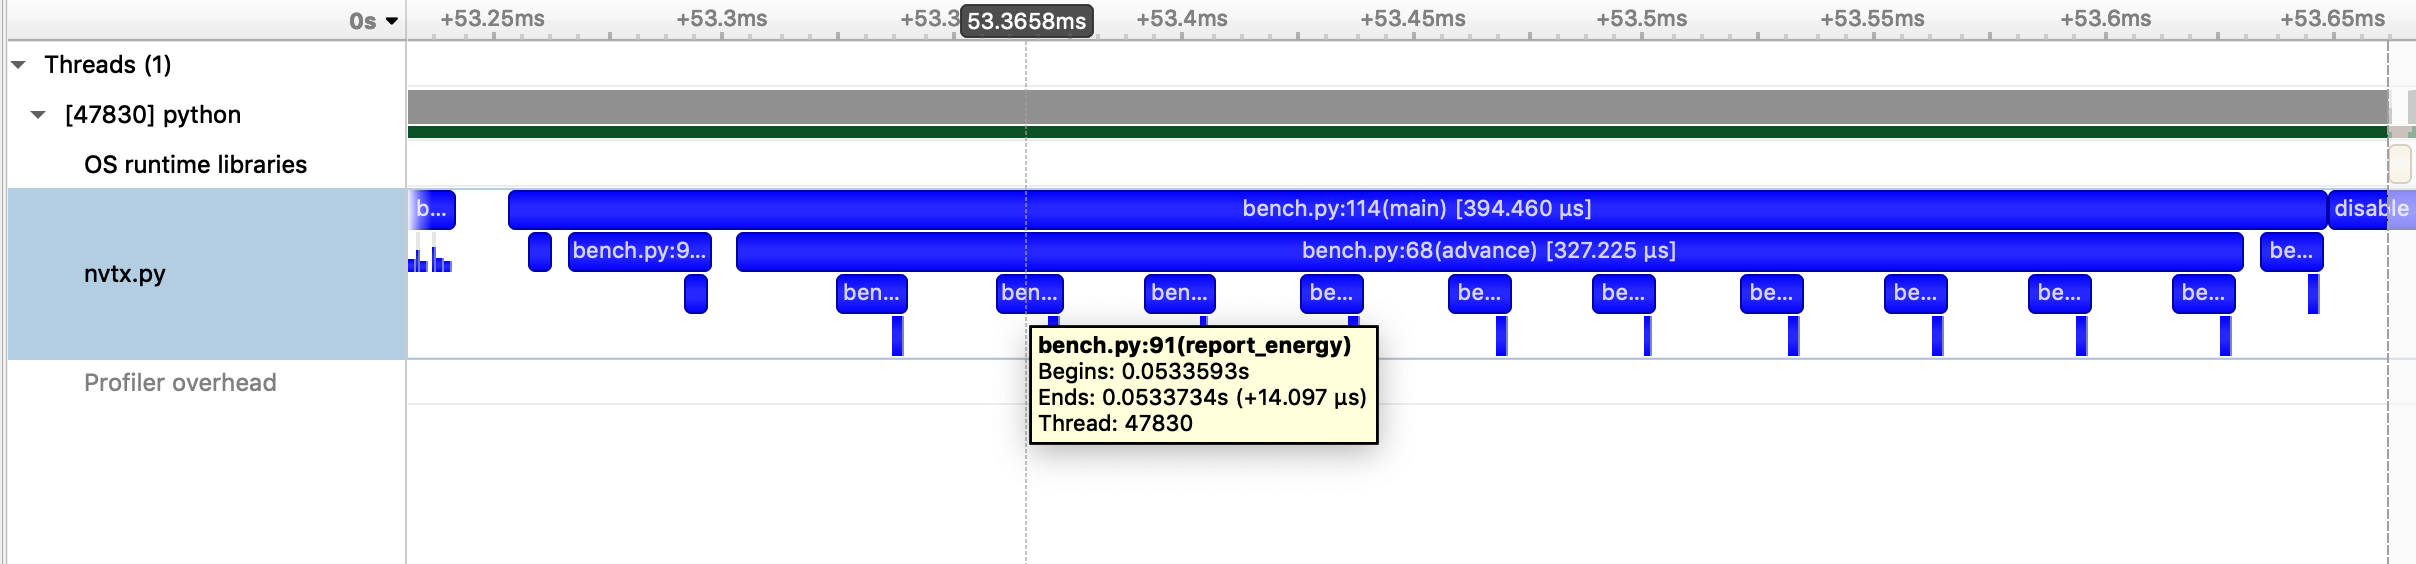 0s +53.25ms +53.3ms +53.3 53.3658ms +53.4ms +53.45ms +53.5ms +53.55ms +53.6ms +53.65ms
Threads (1)
[47830] python
OS runtime libraries
b... bench.py:114(main) [394.460 µs] disable
bench.py:9... bench.py:68(advance) [327.225 µs] be...
nvtx.py
ben... ben... ben... be... be... be... be... be... be... be...
bench.py:91(report_energy)
Begins: 0.0533593s
Ends: 0.0533734s (+14.097 µs)
Thread: 47830
Profiler overhead